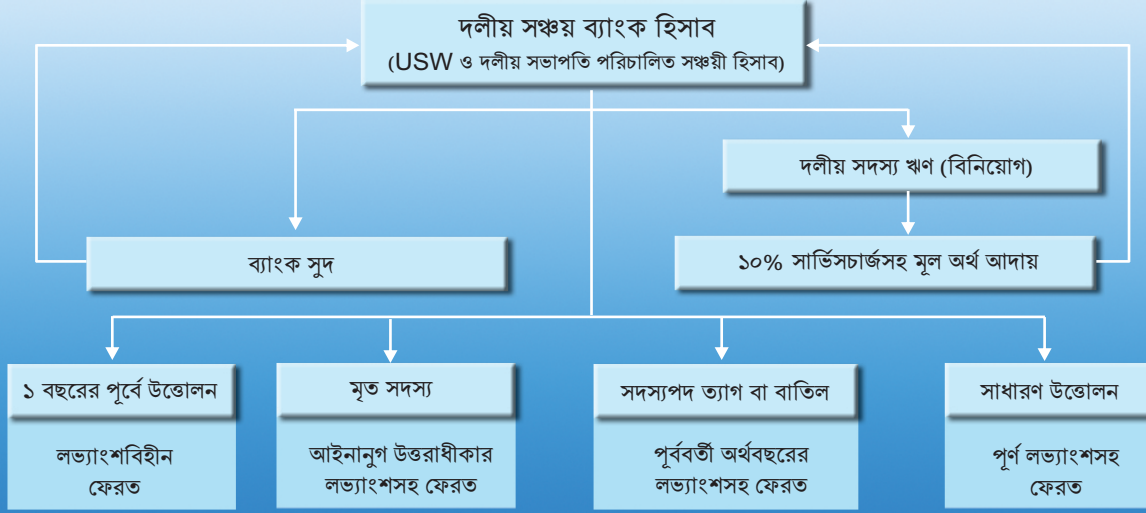 দলীয় সঞ্চয় ব্যাংক হিসাব
(USW ও দলীয় সভাপতি পরিচালিত সঞ্চয়ী হিসাব)
দলীয় সদস্য ঋণ (বিনিয়োগ)
ব্যাংক সুদ
১০% সার্ভিসচার্জসহ মূল অর্থ আদায়
১ বছরের পূর্বে উত্তোলন
লভ্যাংশবিহীন
ফেরত
মৃত সদস্য
আইনানুগ উত্তরাধীকার
লভ্যাংশসহ ফেরত
সদস্যপদ ত্যাগ বা বাতিল
পূর্ববর্তী অর্থবছরের
লভ্যাংশসহ ফেরত
সাধারণ উত্তোলন
পূর্ণ লভ্যাংশসহ
ফেরত